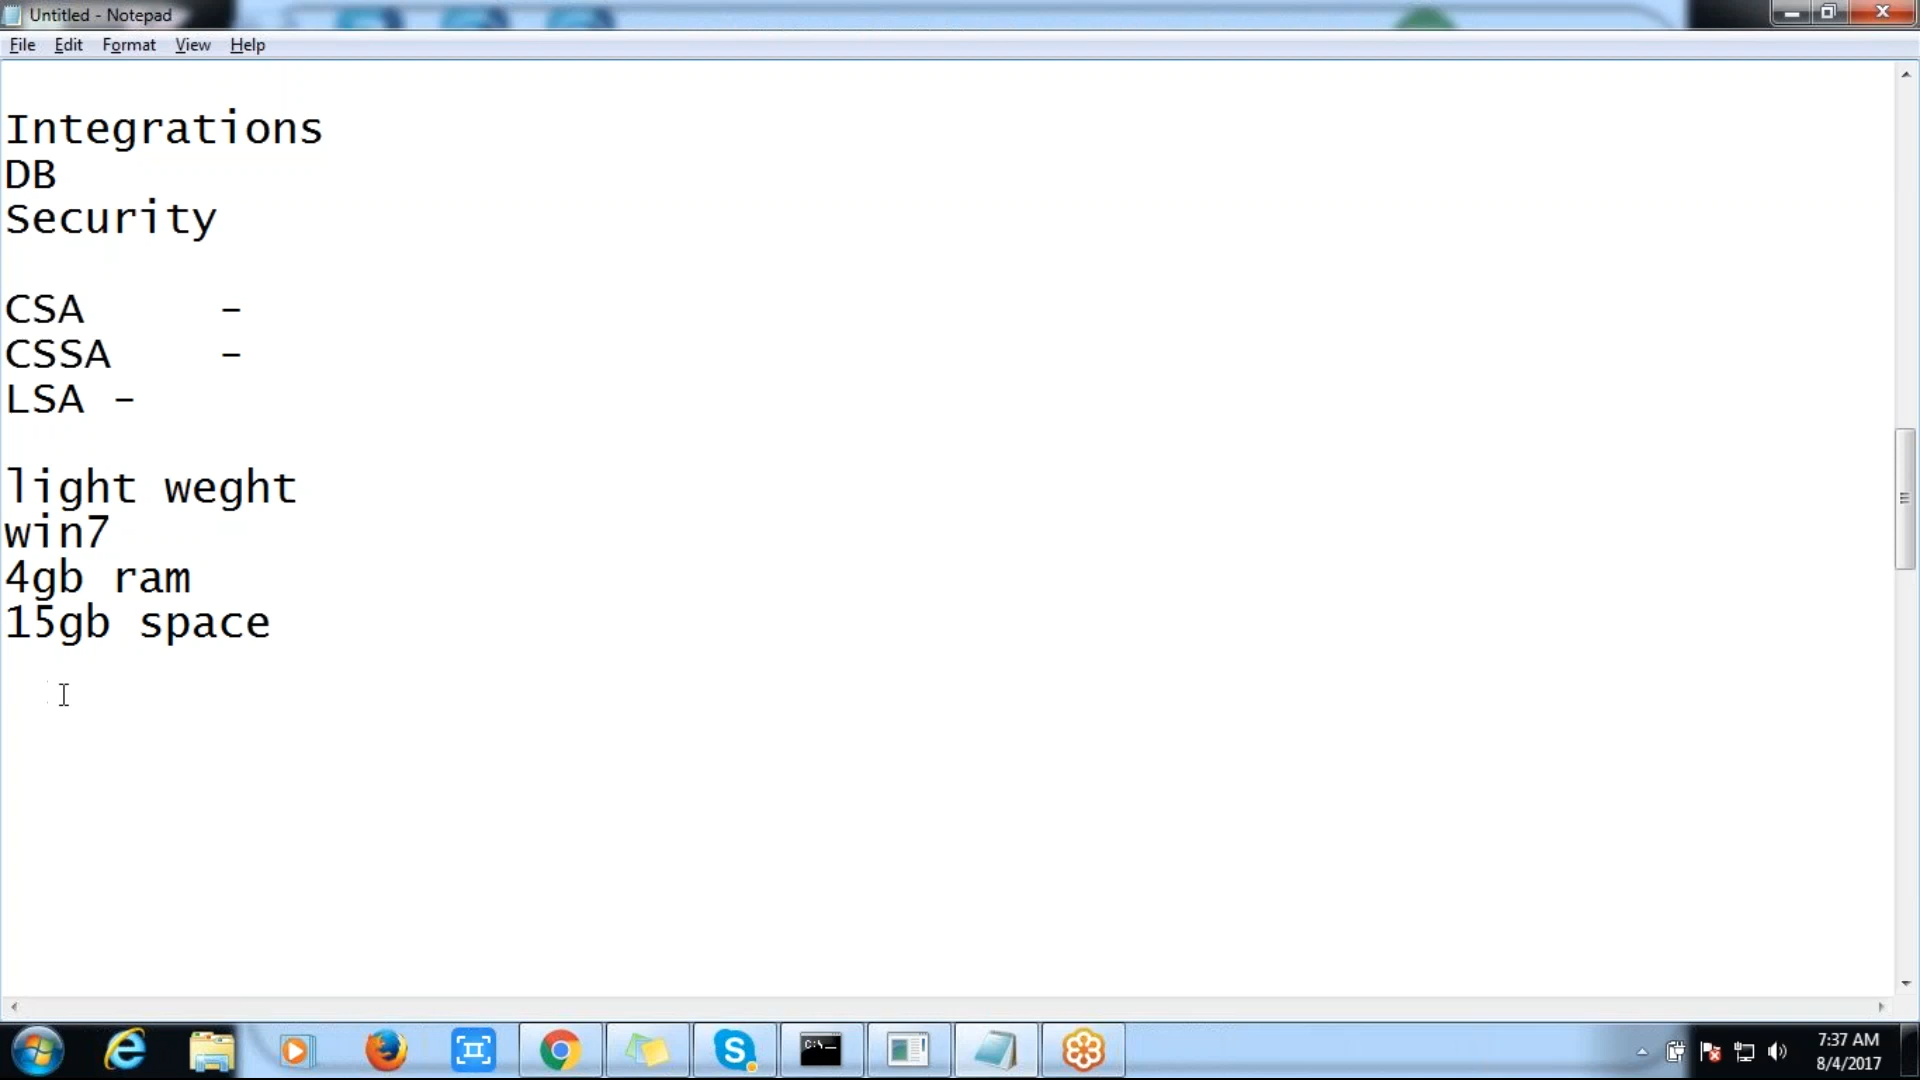 Untitled - Notepad
File Edit Format View Help
Integrations
DB
Security
CSA -
CSSA -
LSA -
light weght
win7
4gb ram
15gb space
7:37 AM
8/4/2017